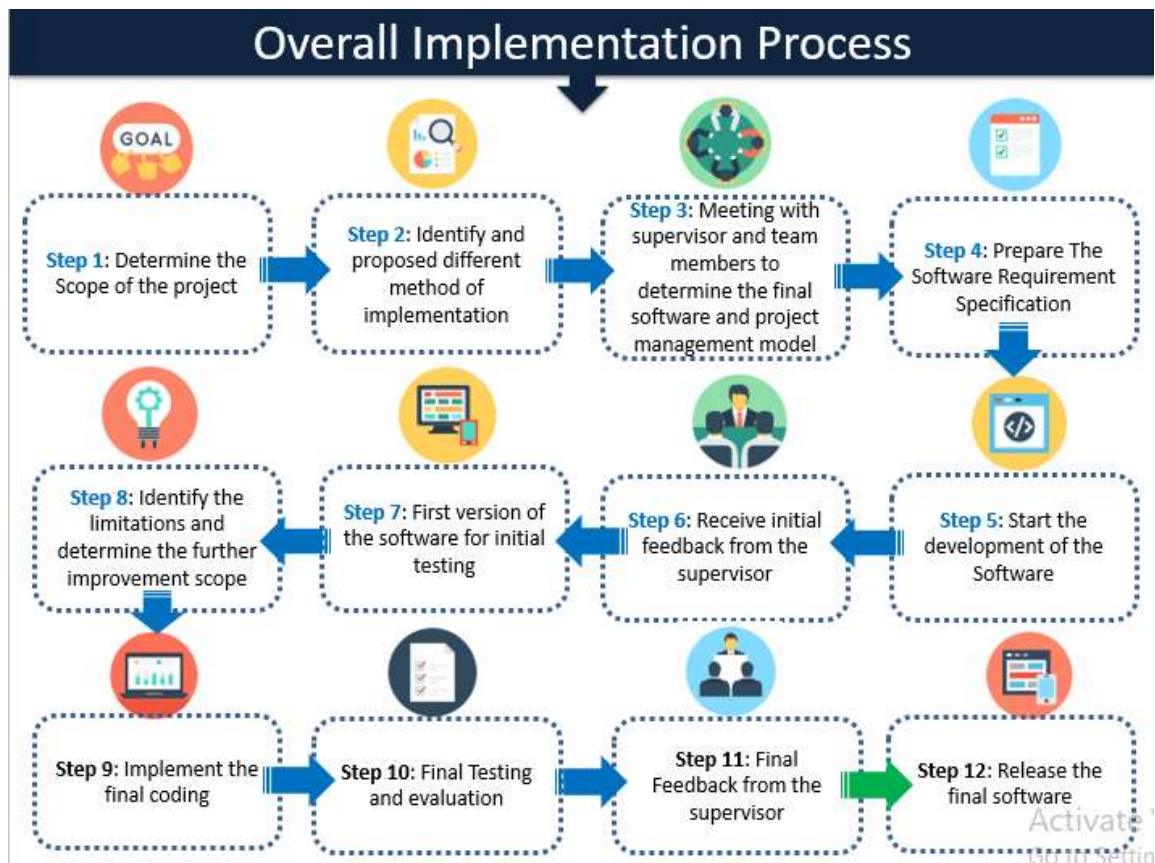 Overall Implementation Process
GOAL
Step 1: Determine the
Scope of the project
Step 2: Identify and
proposed different
method of
implementation
Step 3: Meeting with
supervisor and team
members to
determine the final
software and project
management model
Step 4: Prepare The
Software Requirement
Specification
Step 5: Start the
development of the
Software
Step 6: Receive initial
feedback from the
supervisor
Step 7: First version of
the software for initial
testing
Step 8: Identify the
limitations and
determine the further
improvement scope
Step 9: Implement the
final coding
Step 10: Final Testing
and evaluation
Step 11: Final
Feedback from the
supervisor
Step 12: Release the
final software
Activate
Go to